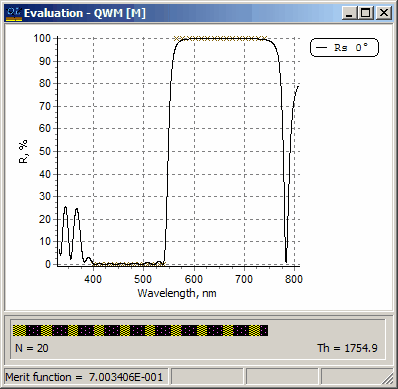 OL Evaluation - QWM [M]
Rs 0°
R, %
100
90
80
70
60
50
40
30
20
10
0
400 500 600 700 800
Wavelength, nm
N = 20 Th = 1754.9
Merit function = 7.003406E-001